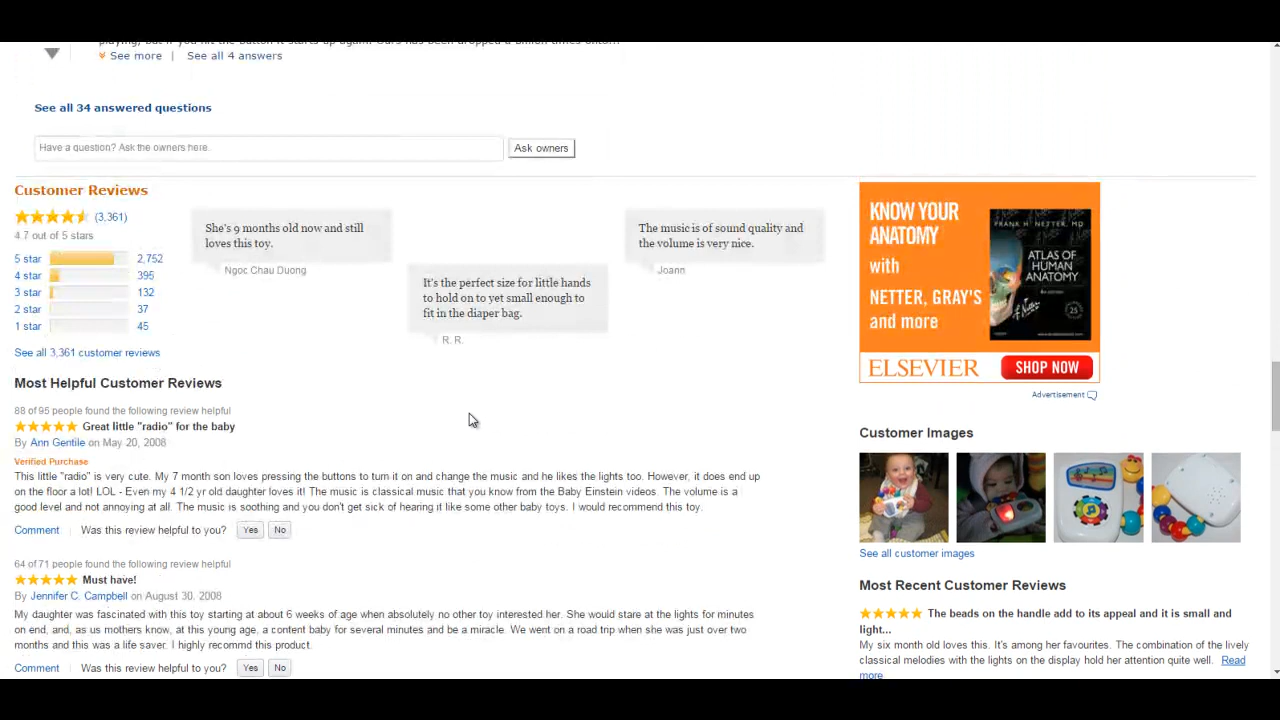 See more | See all 4 answers
See all 34 answered questions
Have a question? Ask the owners here.
Ask owners
Customer Reviews
(3,361)
4.7 out of 5 stars
5 star 2,752
4 star 395
3 star 132
2 star 37
1 star 45
See all 3,361 customer reviews
She's 9 months old now and still
loves this toy.
Ngoc Chau Duong
It's the perfect size for little hands
to hold on to yet small enough to
fit in the diaper bag.
R. R.
The music is of sound quality and
the volume is very nice.
Joann
Most Helpful Customer Reviews
88 of 95 people found the following review helpful
Great little "radio" for the baby
By Ann Gentile on May 20, 2008
Verified Purchase
This little "radio" is very cute. My 7 month son loves pressing the buttons to turn it on and change the music and he likes the lights too. However, it does end up
on the floor a lot! LOL - Even my 4 1/2 yr old daughter loves it! The music is classical music that you know from the Baby Einstein videos. The volume is a
good level and not annoying at all. The music is soothing and you don't get sick of hearing it like some other baby toys. I would recommend this toy.
Comment | Was this review helpful to you? Yes No
64 of 71 people found the following review helpful
Must have!
By Jennifer C. Campbell on August 30, 2008
My daughter was fascinated with this toy starting at about 6 weeks of age when absolutely no other toy interested her. She would stare at the lights for minutes
on end, and, as us mothers know, at this young age, a content baby for several minutes and be a miracle. We went on a road trip when she was just over two
months and this was a life saver. I highly recommd this product.
Comment | Was this review helpful to you? Yes No
KNOW YOUR
ANATOMY
with
NETTER, GRAY'S
and more
FRANK H. NETTER, MD
ATLAS OF
HUMAN
ANATOMY
25
ELSEVIER
SHOP NOW
Advertisement
Customer Images
See all customer images
Most Recent Customer Reviews
The beads on the handle add to its appeal and it is small and
light...
My six month old loves this. It's among her favourites. The combination of the lively
classical melodies with the lights on the display hold her attention quite well. Read
more